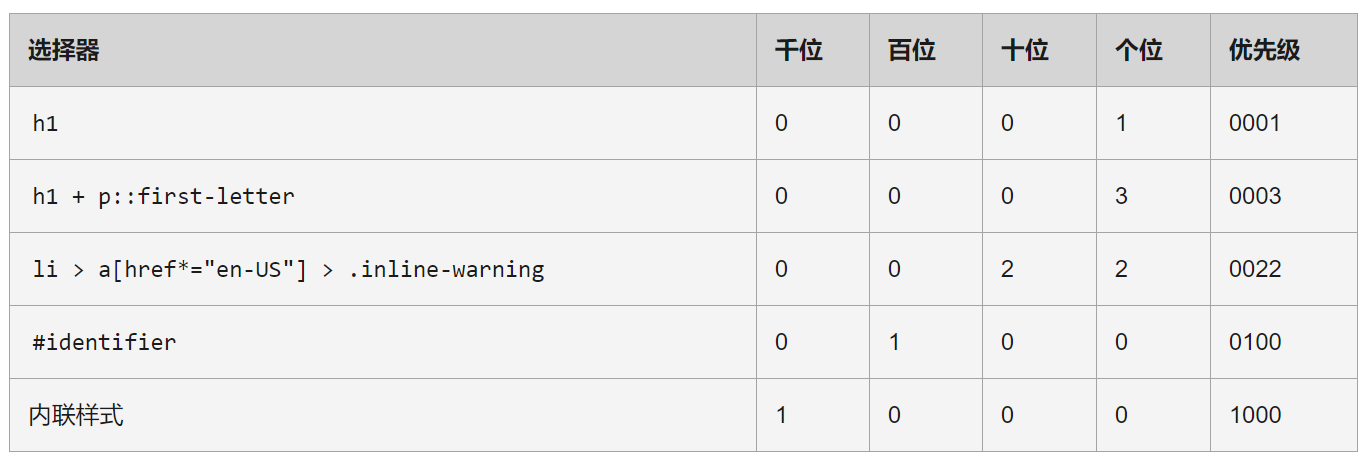 选择器 千位 百位 十位 个位 优先级
h1 0 0 0 1 0001
h1 + p::first-letter 0 0 0 3 0003
li > a[href*="en-US"] > .inline-warning 0 0 2 2 0022
#identifier 0 1 0 0 0100
内联样式 1 0 0 0 1000